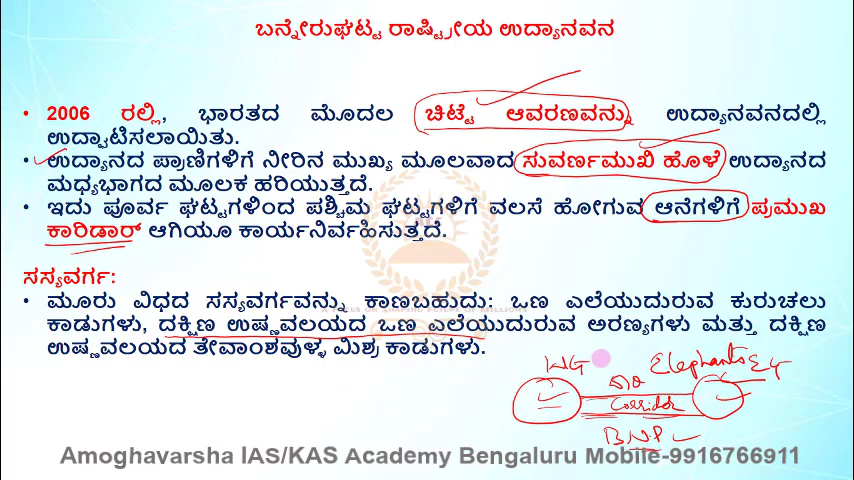 ಬನ್ನೇರುಘಟ್ಟ ರಾಷ್ಟ್ರೀಯ ಉದ್ಯಾನವನ
• 2006 ರಲ್ಲಿ, ಭಾರತದ ಮೊದಲ ಚಿಟ್ಟೆ ಆವರಣವನ್ನು ಉದ್ಯಾನವನದಲ್ಲಿ
ಉದ್ಘಾಟಿಸಲಾಯಿತು.
• ಉದ್ಯಾನದ ಪ್ರಾಣಿಗಳಿಗೆ ನೀರಿನ ಮುಖ್ಯ ಮೂಲವಾದ ಸುವರ್ಣಮುಖಿ ಹೊಳೆ ಉದ್ಯಾನದ
ಮಧ್ಯಭಾಗದ ಮೂಲಕ ಹರಿಯುತ್ತದೆ.
• ಇದು ಪೂರ್ವ ಘಟ್ಟಗಳಿಂದ ಪಶ್ಚಿಮ ಘಟ್ಟಗಳಿಗೆ ವಲಸೆ ಹೋಗುವ ಆನೆಗಳಿಗೆ ಪ್ರಮುಖ
ಕಾರಿಡಾರ್ ಆಗಿಯೂ ಕಾರ್ಯನಿರ್ವಹಿಸುತ್ತದೆ.
ಸಸ್ಯವರ್ಗ:
• ಮೂರು ವಿಧದ ಸಸ್ಯವರ್ಗವನ್ನು ಕಾಣಬಹುದು: ಒಣ ಎಲೆಯುದುರುವ ಕುರುಚಲು
ಕಾಡುಗಳು, ದಕ್ಷಿಣ ಉಷ್ಣವಲಯದ ಒಣ ಎಲೆಯುದುರುವ ಅರಣ್ಯಗಳು ಮತ್ತು ದಕ್ಷಿಣ
ಉಷ್ಣವಲಯದ ತೇವಾಂಶವುಳ್ಳ ಮಿಶ್ರ ಕಾಡುಗಳು.
WG Elephants EG
Corridor
BNP
Amoghavarsha IAS/KAS Academy Bengaluru Mobile-9916766911